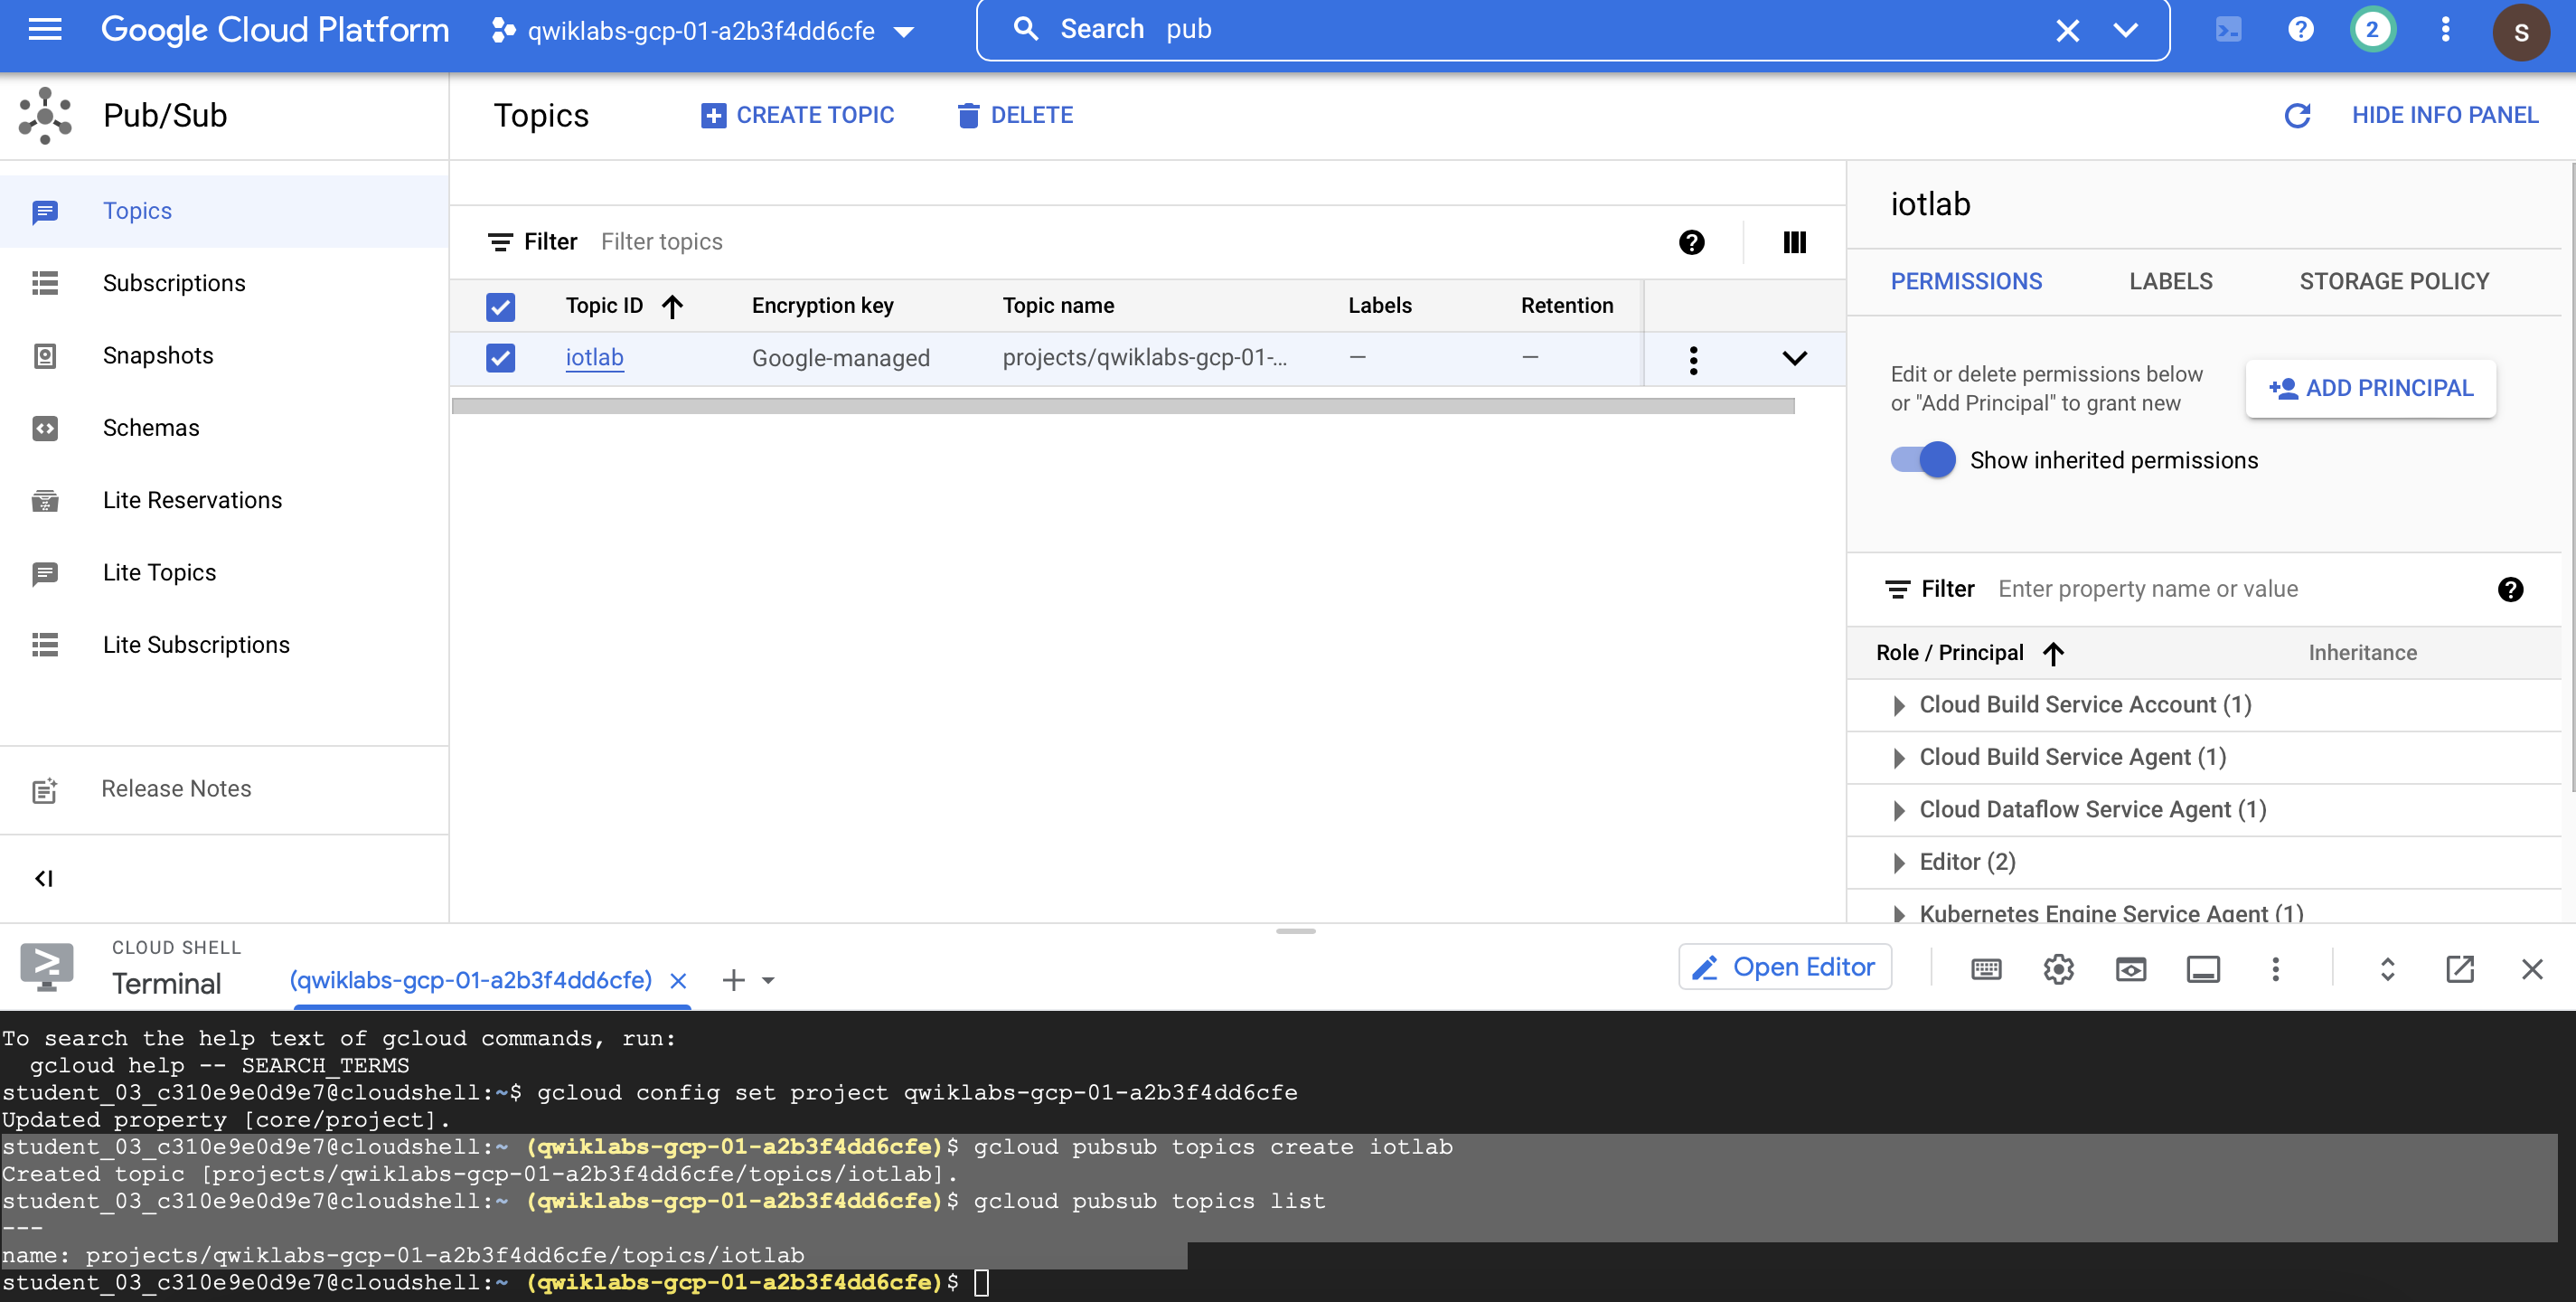 Google Cloud Platform
qwiklabs-gcp-01-a2b3f4dd6cfe
Search pub
2
S
Pub/Sub
Topics
CREATE TOPIC
DELETE
HIDE INFO PANEL
Topics
Subscriptions
Snapshots
Schemas
Lite Reservations
Lite Topics
Lite Subscriptions
Release Notes
Filter Filter topics
Topic ID Encryption key Topic name Labels Retention
iotlab Google-managed projects/qwiklabs-gcp-01-... — —
iotlab
PERMISSIONS LABELS STORAGE POLICY
Edit or delete permissions below
or "Add Principal" to grant new
ADD PRINCIPAL
Show inherited permissions
Filter Enter property name or value
Role / Principal Inheritance
Cloud Build Service Account (1)
Cloud Build Service Agent (1)
Cloud Dataflow Service Agent (1)
Editor (2)
Kubernetes Engine Service Agent (1)
CLOUD SHELL
Terminal
(qwiklabs-gcp-01-a2b3f4dd6cfe)
Open Editor
To search the help text of gcloud commands, run:
gcloud help -- SEARCH_TERMS
student_03_c310e9e0d9e7@cloudshell:~$ gcloud config set project qwiklabs-gcp-01-a2b3f4dd6cfe
Updated property [core/project].
student_03_c310e9e0d9e7@cloudshell:~ (qwiklabs-gcp-01-a2b3f4dd6cfe)$ gcloud pubsub topics create iotlab
Created topic [projects/qwiklabs-gcp-01-a2b3f4dd6cfe/topics/iotlab].
student_03_c310e9e0d9e7@cloudshell:~ (qwiklabs-gcp-01-a2b3f4dd6cfe)$ gcloud pubsub topics list
---
name: projects/qwiklabs-gcp-01-a2b3f4dd6cfe/topics/iotlab
student_03_c310e9e0d9e7@cloudshell:~ (qwiklabs-gcp-01-a2b3f4dd6cfe)$